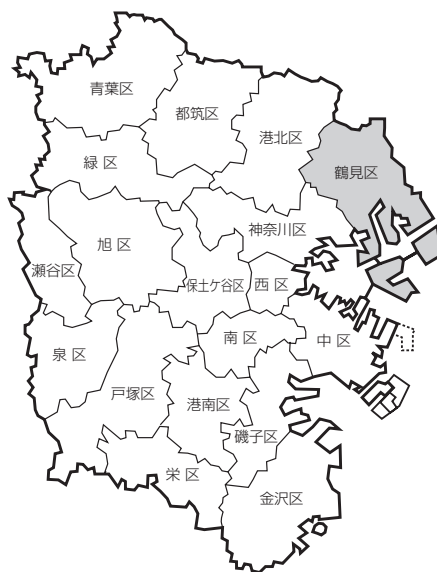 青葉区
都筑区
港北区
緑 区
鶴見区
神奈川区
旭 区
瀬谷区
保土ケ谷区
西 区
南 区
中 区
泉 区
戸塚区
港南区
磯子区
栄 区
金沢区